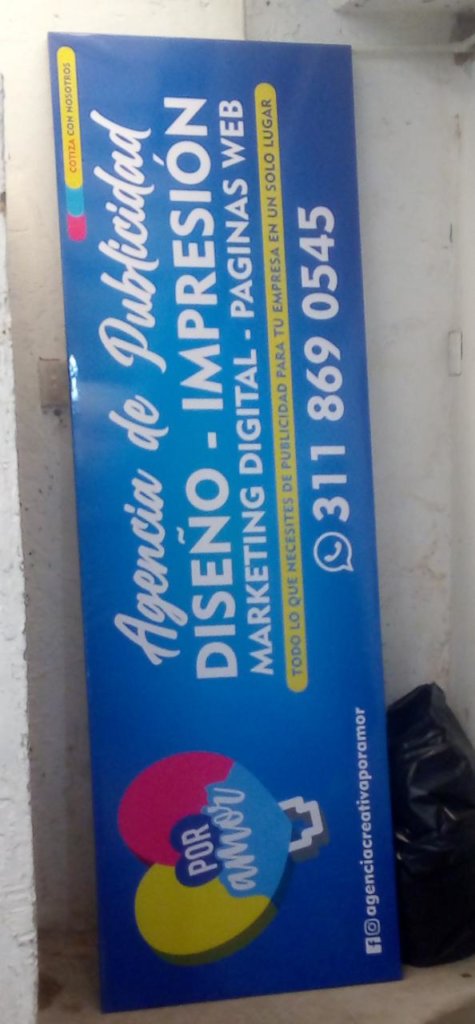 COTIZA CON NOSOTROS
Agencia de Publicidad
DISEÑO - IMPRESIÓN
MARKETING DIGITAL - PAGINAS WEB
TODO LO QUE NECESITES DE PUBLICIDAD PARA TU EMPRESA EN UN SOLO LUGAR
311 869 0545
POR
amor
agenciacreativaporamor